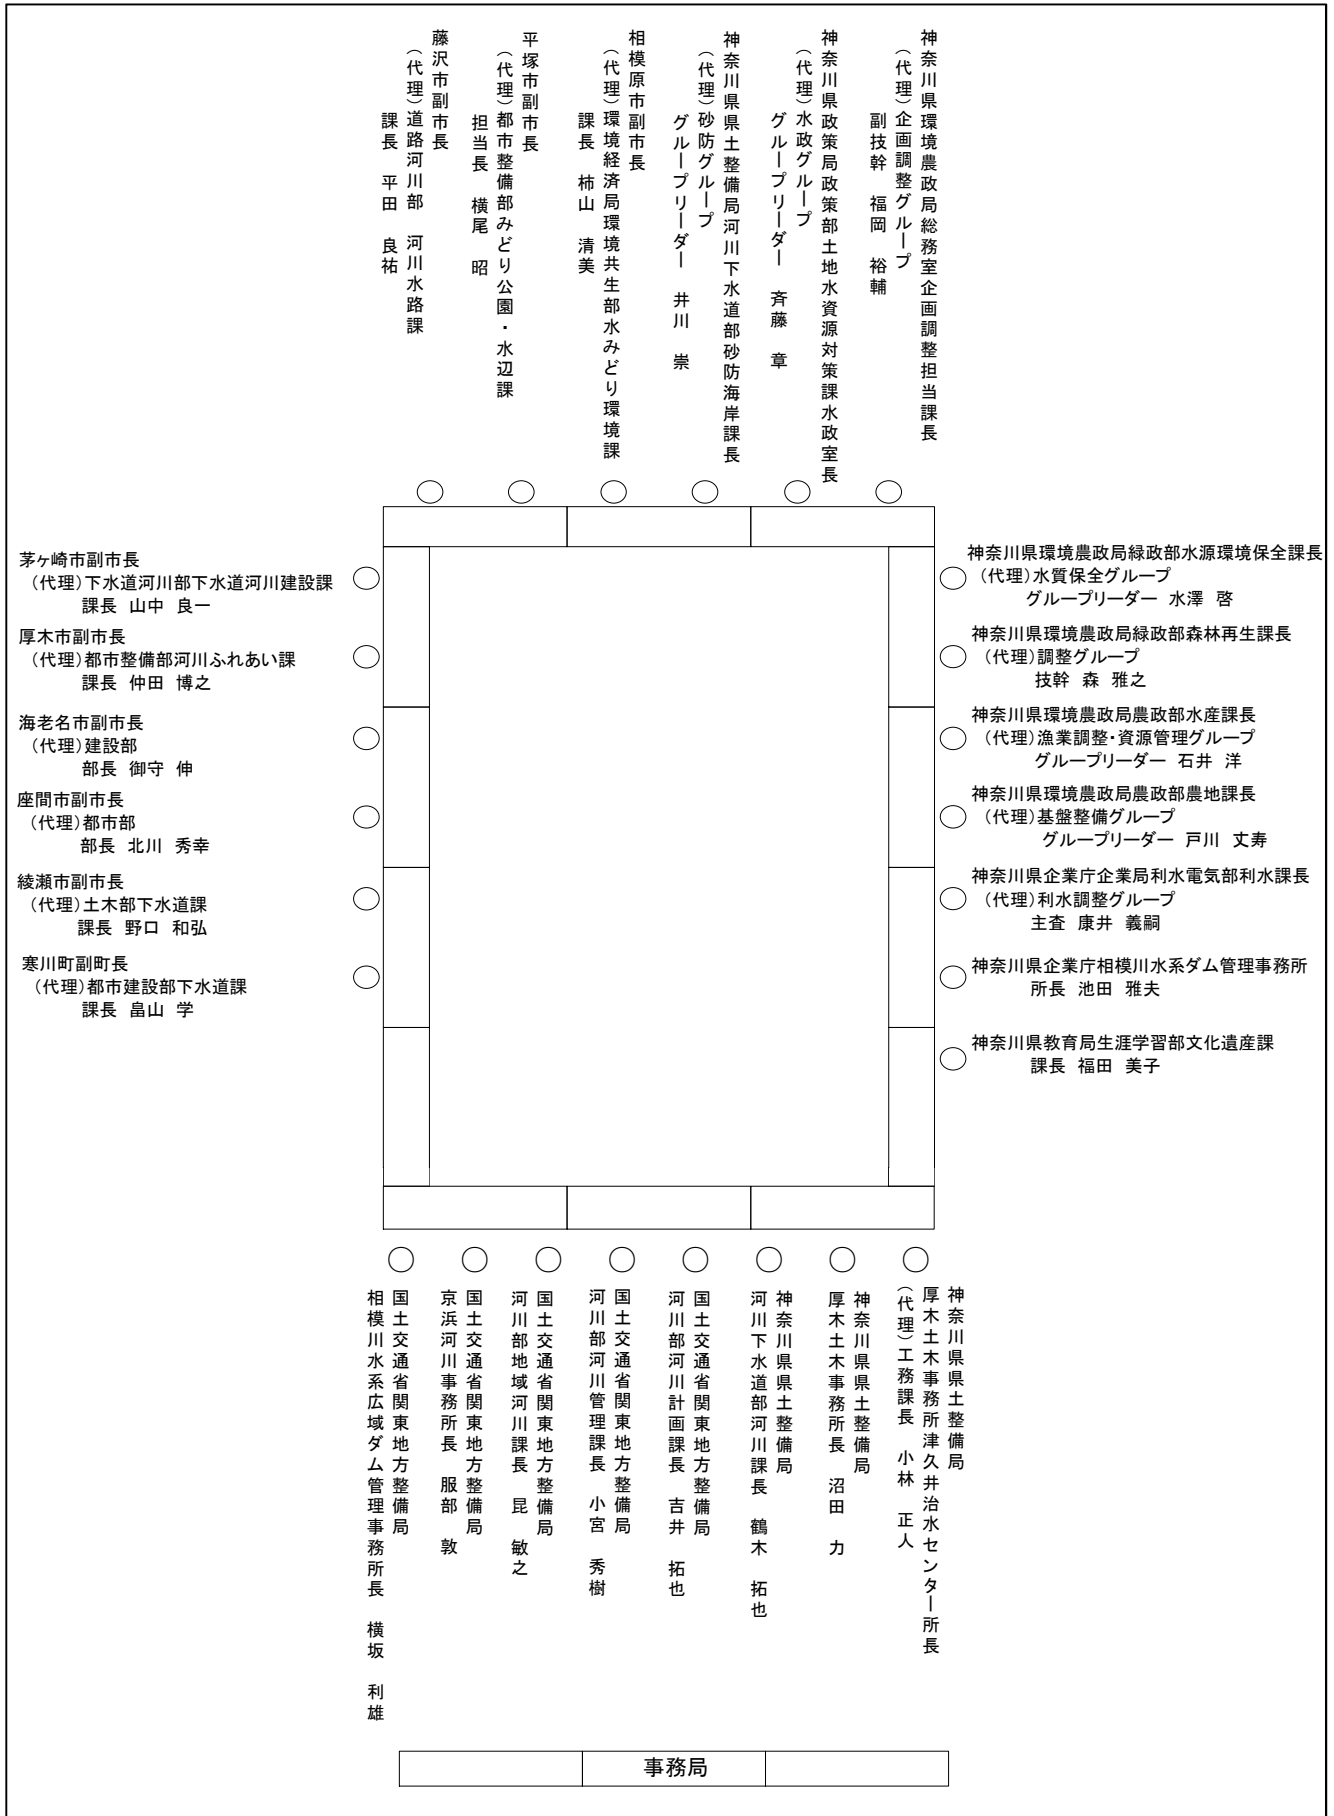 藤沢市副市長
（代理）道路河川部　河川水路課
課長　平田　良祐
平塚市副市長
（代理）都市整備部みどり公園・水辺課
担当長　横尾　昭
相模原市副市長
（代理）環境経済局環境共生部水みどり環境課
課長　柿山　清美
神奈川県県土整備局河川下水道部砂防海岸課長
（代理）砂防グループ
グループリーダー　井川　崇
神奈川県政策局政策部土地水資源対策課水政室長
（代理）水政グループ
グループリーダー　斉藤　章
神奈川県環境農政局総務室企画調整担当課長
（代理）企画調整グループ
副技幹　福岡　裕輔
茅ヶ崎市副市長
（代理）下水道河川部下水道河川建設課
課長　山中　良一
厚木市副市長
（代理）都市整備部河川ふれあい課
課長　仲田　博之
海老名市副市長
（代理）建設部
部長　御守　伸
座間市副市長
（代理）都市部
部長　北川　秀幸
綾瀬市副市長
（代理）土木部下水道課
課長　野口　和弘
寒川町副町長
（代理）都市建設部下水道課
課長　畠山　学
神奈川県環境農政局緑政部水源環境保全課長
（代理）水質保全グループ
グループリーダー　水澤　啓
神奈川県環境農政局緑政部森林再生課長
（代理）調整グループ
技幹　森　雅之
神奈川県環境農政局農政部水産課長
（代理）漁業調整・資源管理グループ
グループリーダー　石井　洋
神奈川県環境農政局農政部農地課長
（代理）基盤整備グループ
グループリーダー　戸川　丈寿
神奈川県企業庁企業局利水電気部利水課長
（代理）利水調整グループ
主査　康井　義嗣
神奈川県企業庁相模川水系ダム管理事務所
所長　池田　雅夫
神奈川県教育局生涯学習部文化遺産課
課長　福田　美子
国土交通省関東地方整備局
相模川水系広域ダム管理事務所長　横坂　利雄
国土交通省関東地方整備局
京浜河川事務所長　服部　敦
国土交通省関東地方整備局
河川部地域河川課長　昆　敏之
国土交通省関東地方整備局
河川部河川管理課長　小宮　秀樹
国土交通省関東地方整備局
河川部河川計画課長　吉井　拓也
神奈川県県土整備局
河川下水道部河川課長　鶴木　拓也
神奈川県県土整備局
厚木土木事務所長　沼田　力
神奈川県県土整備局
厚木土木事務所津久井治水センター所長
（代理）工務課長　小林　正人
事務局